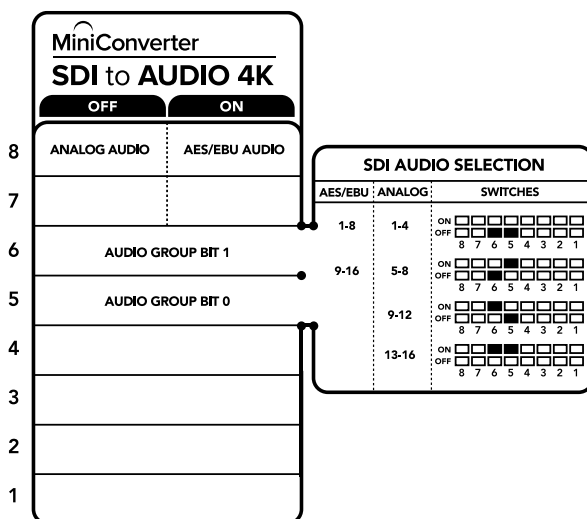 MiniConverter
SDI to AUDIO 4K
OFF ON
8 ANALOG AUDIO AES/EBU AUDIO
7
6 AUDIO GROUP BIT 1
5 AUDIO GROUP BIT 0
4
3
2
1
SDI AUDIO SELECTION
AES/EBU ANALOG SWITCHES
1-8 1-4 ON
OFF
8 7 6 5 4 3 2 1
9-16 5-8 ON
OFF
8 7 6 5 4 3 2 1
9-12 ON
OFF
8 7 6 5 4 3 2 1
13-16 ON
OFF
8 7 6 5 4 3 2 1